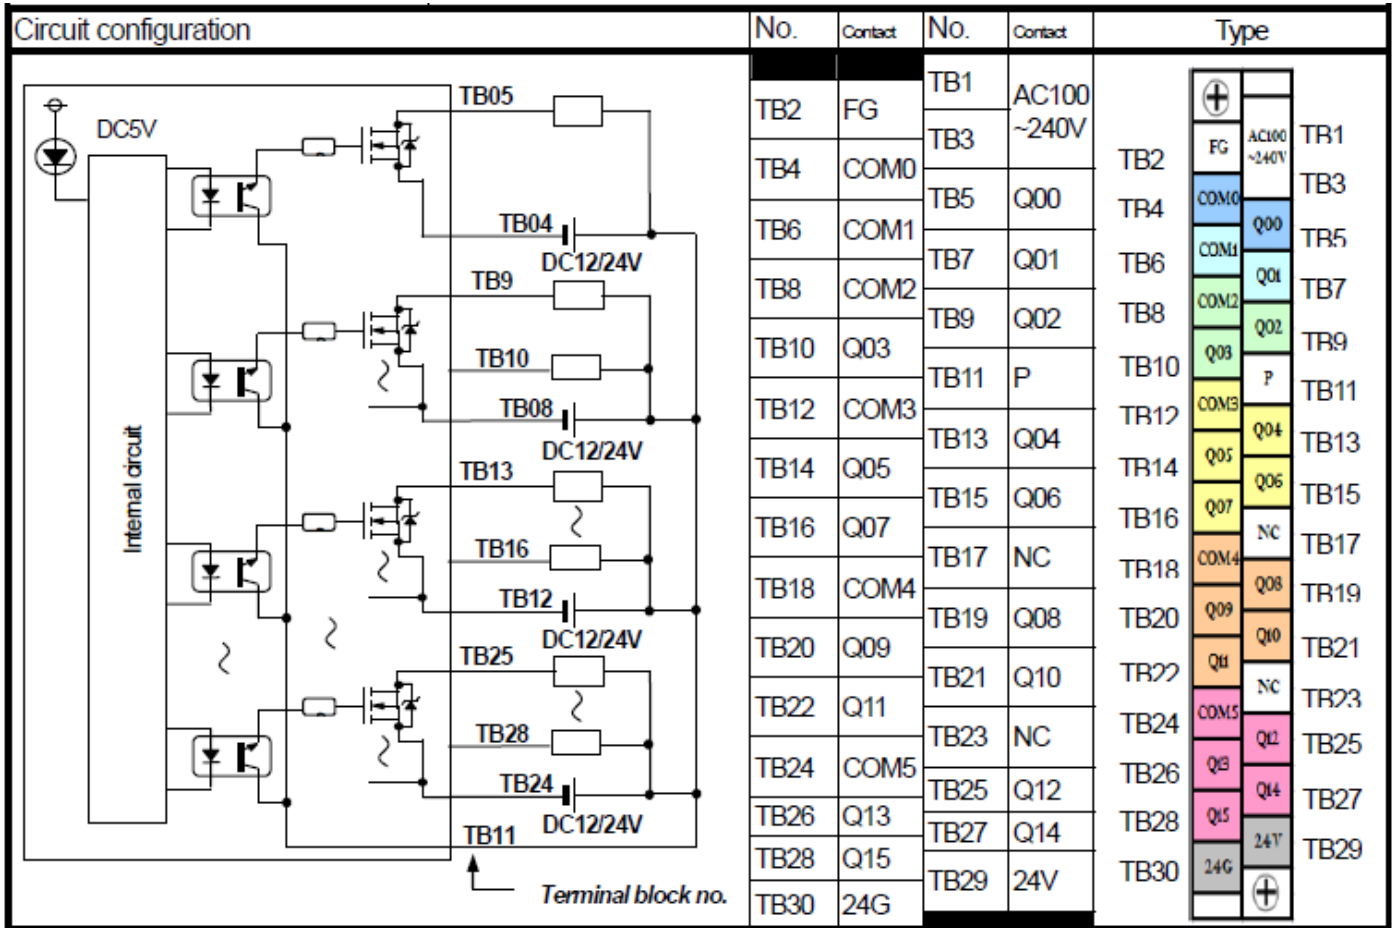 Circuit configuration
No. Contact No. Contact Type
DC5V
Internal circuit
TB05
TB04
DC12/24V
TB9
TB10
TB08
DC12/24V
TB13
TB16
TB12
DC12/24V
TB25
TB28
TB24
DC12/24V
TB11
Terminal block no.
TB2 FG
TB4 COM0
TB6 COM1
TB8 COM2
TB10 Q03
TB12 COM3
TB14 Q05
TB16 Q07
TB18 COM4
TB20 Q09
TB22 Q11
TB24 COM5
TB26 Q13
TB28 Q15
TB30 24G
TB1 AC100
~240V
TB3
TB5 Q00
TB7 Q01
TB9 Q02
TB11 P
TB13 Q04
TB15 Q06
TB17 NC
TB19 Q08
TB21 Q10
TB23 NC
TB25 Q12
TB27 Q14
TB29 24V
TB2
TB4
TB6
TB8
TB10
TB12
TB14
TB16
TB18
TB20
TB22
TB24
TB26
TB28
TB30
FG
COM0
COM1
COM2
Q03
COM3
Q05
Q07
COM4
Q09
Q11
COM5
Q13
Q15
24G
AC100
~240V
Q00
Q01
Q02
P
Q04
Q06
NC
Q08
Q10
NC
Q12
Q14
24V
TB1
TB3
TB5
TB7
TB9
TB11
TB13
TB15
TB17
TB19
TB21
TB23
TB25
TB27
TB29